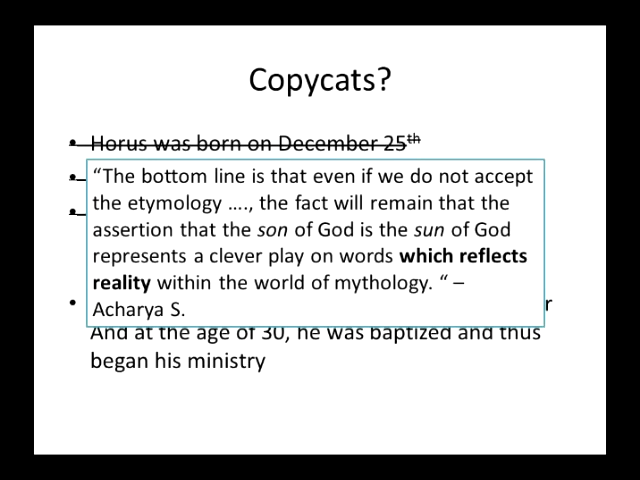 Copycats?
• Horus was born on December 25th
“The bottom line is that even if we do not accept
the etymology …., the fact will remain that the
assertion that the son of God is the sun of God
represents a clever play on words which reflects
reality within the world of mythology. “ –
Acharya S.
And at the age of 30, he was baptized and thus
began his ministry